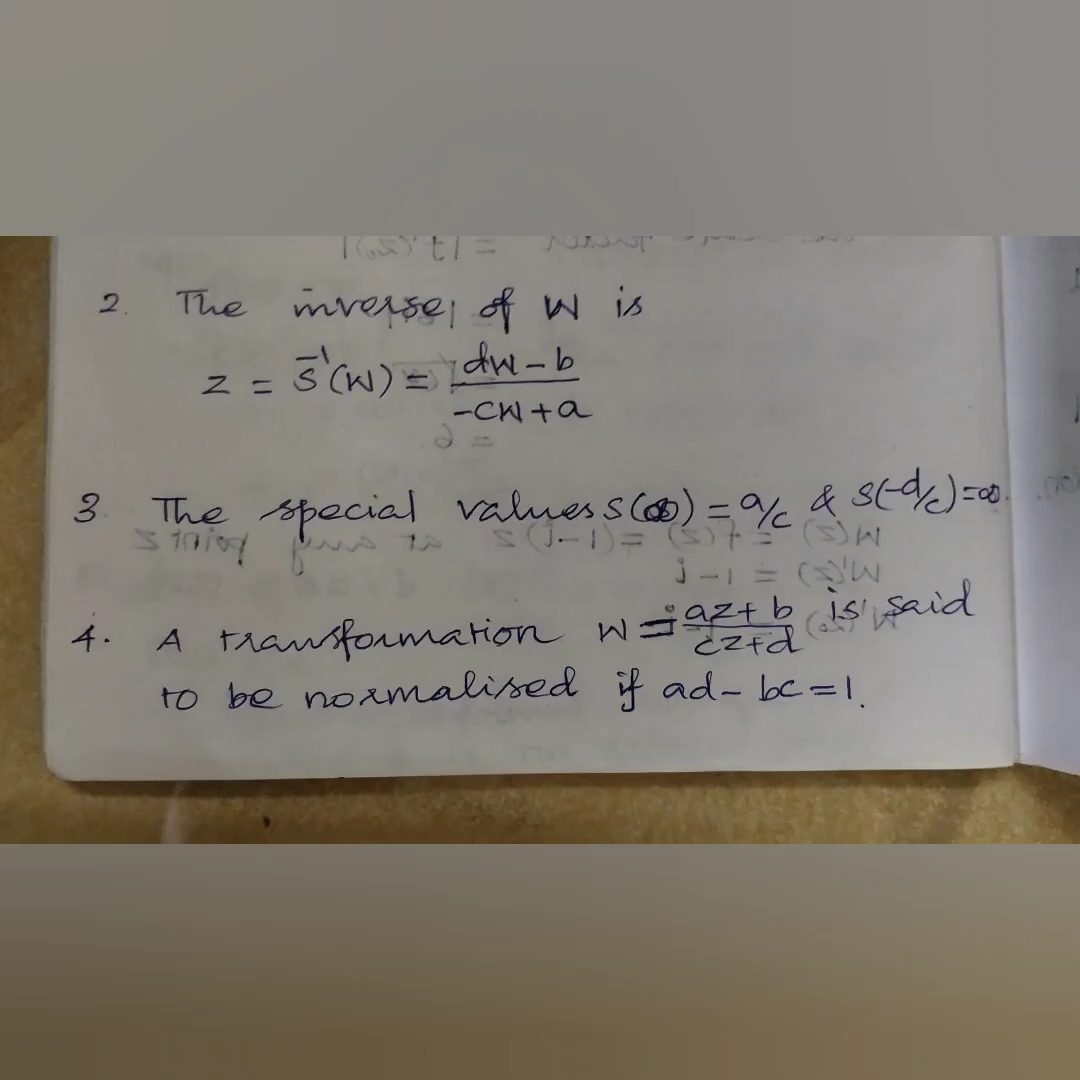 2. The inverse of W is
z = S⁻¹(W) = dW - b / -cW + a
3. The special values S(∞) = a/c & S(-d/c) = ∞.
4. A transformation W = az + b / cz + d is said
to be normalised if ad - bc = 1.